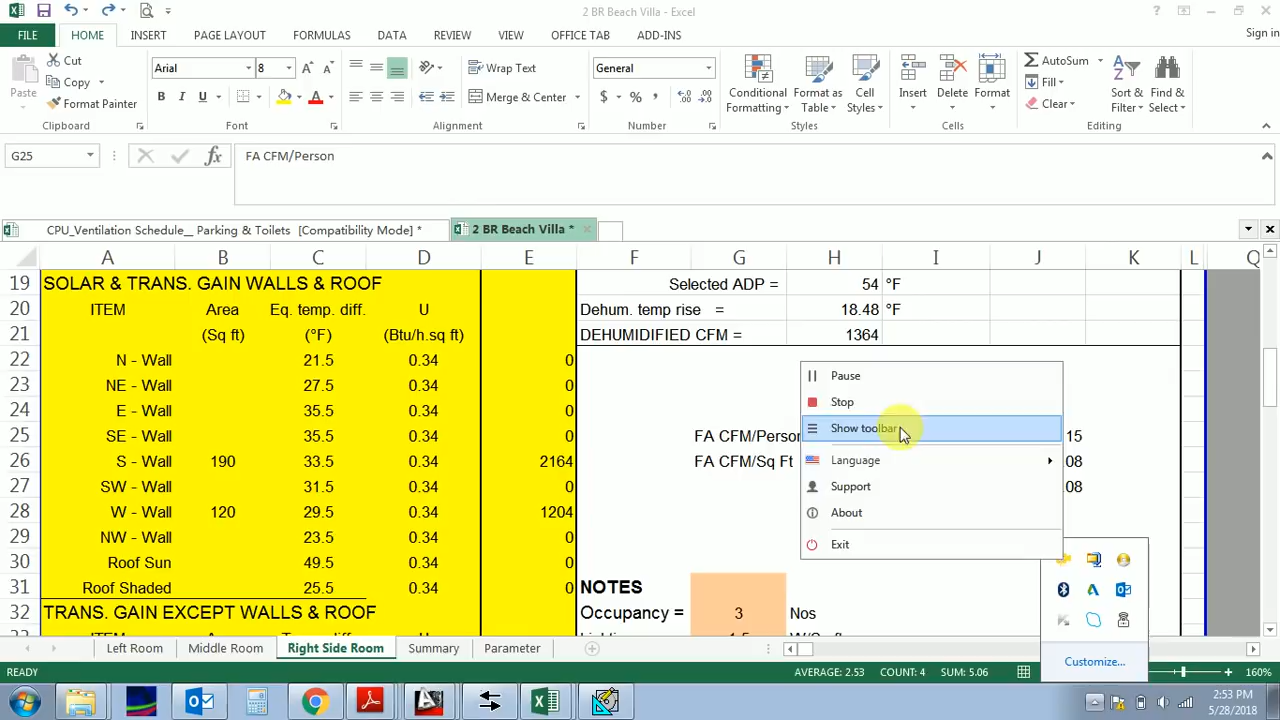 2 BR Beach Villa - Excel
FILE HOME INSERT PAGE LAYOUT FORMULAS DATA REVIEW VIEW OFFICE TAB ADD-INS Sign in
Paste
Cut
Copy
Format Painter
Clipboard
Arial 8
B I U
Font
Wrap Text
Merge & Center
Alignment
General
$ % ,
Number
Conditional Formatting
Format as Table
Cell Styles
Styles
Insert
Delete
Format
Cells
AutoSum
Fill
Clear
Sort & Filter
Find & Select
Editing
G25 fx FA CFM/Person
CPU_Ventilation Schedule__ Parking & Toilets [Compatibility Mode] *
2 BR Beach Villa *
A B C D E F G H I J K L Q
19 SOLAR & TRANS. GAIN WALLS & ROOF Selected ADP = 54 °F
20 ITEM Area Eq. temp. diff. U Dehum. temp rise = 18.48 °F
21 (Sq ft) (°F) (Btu/h.sq ft) DEHUMIDIFIED CFM = 1364
22 N - Wall 21.5 0.34 0
23 NE - Wall 27.5 0.34 0
24 E - Wall 35.5 0.34 0
25 SE - Wall 35.5 0.34 0 FA CFM/Person 15
26 S - Wall 190 33.5 0.34 2164 FA CFM/Sq Ft 08
27 SW - Wall 31.5 0.34 0 08
28 W - Wall 120 29.5 0.34 1204
29 NW - Wall 23.5 0.34 0
30 Roof Sun 49.5 0.34 0
31 Roof Shaded 25.5 0.34 0 NOTES
32 TRANS. GAIN EXCEPT WALLS & ROOF Occupancy = 3 Nos
Pause
Stop
Show toolbar
Language
Support
About
Exit
Customize...
Left Room Middle Room Right Side Room Summary Parameter
READY AVERAGE: 2.53 COUNT: 4 SUM: 5.06 160%
2:53 PM
5/28/2018